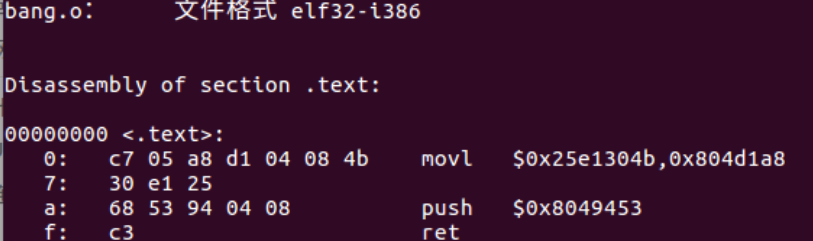 bang.o:     文件格式 elf32-i386
Disassembly of section .text:
00000000 <.text>:
   0:   c7 05 a8 d1 04 08 4b    movl   $0x25e1304b,0x804d1a8
   7:   30 e1 25
   a:   68 53 94 04 08          push   $0x8049453
   f:   c3                      ret